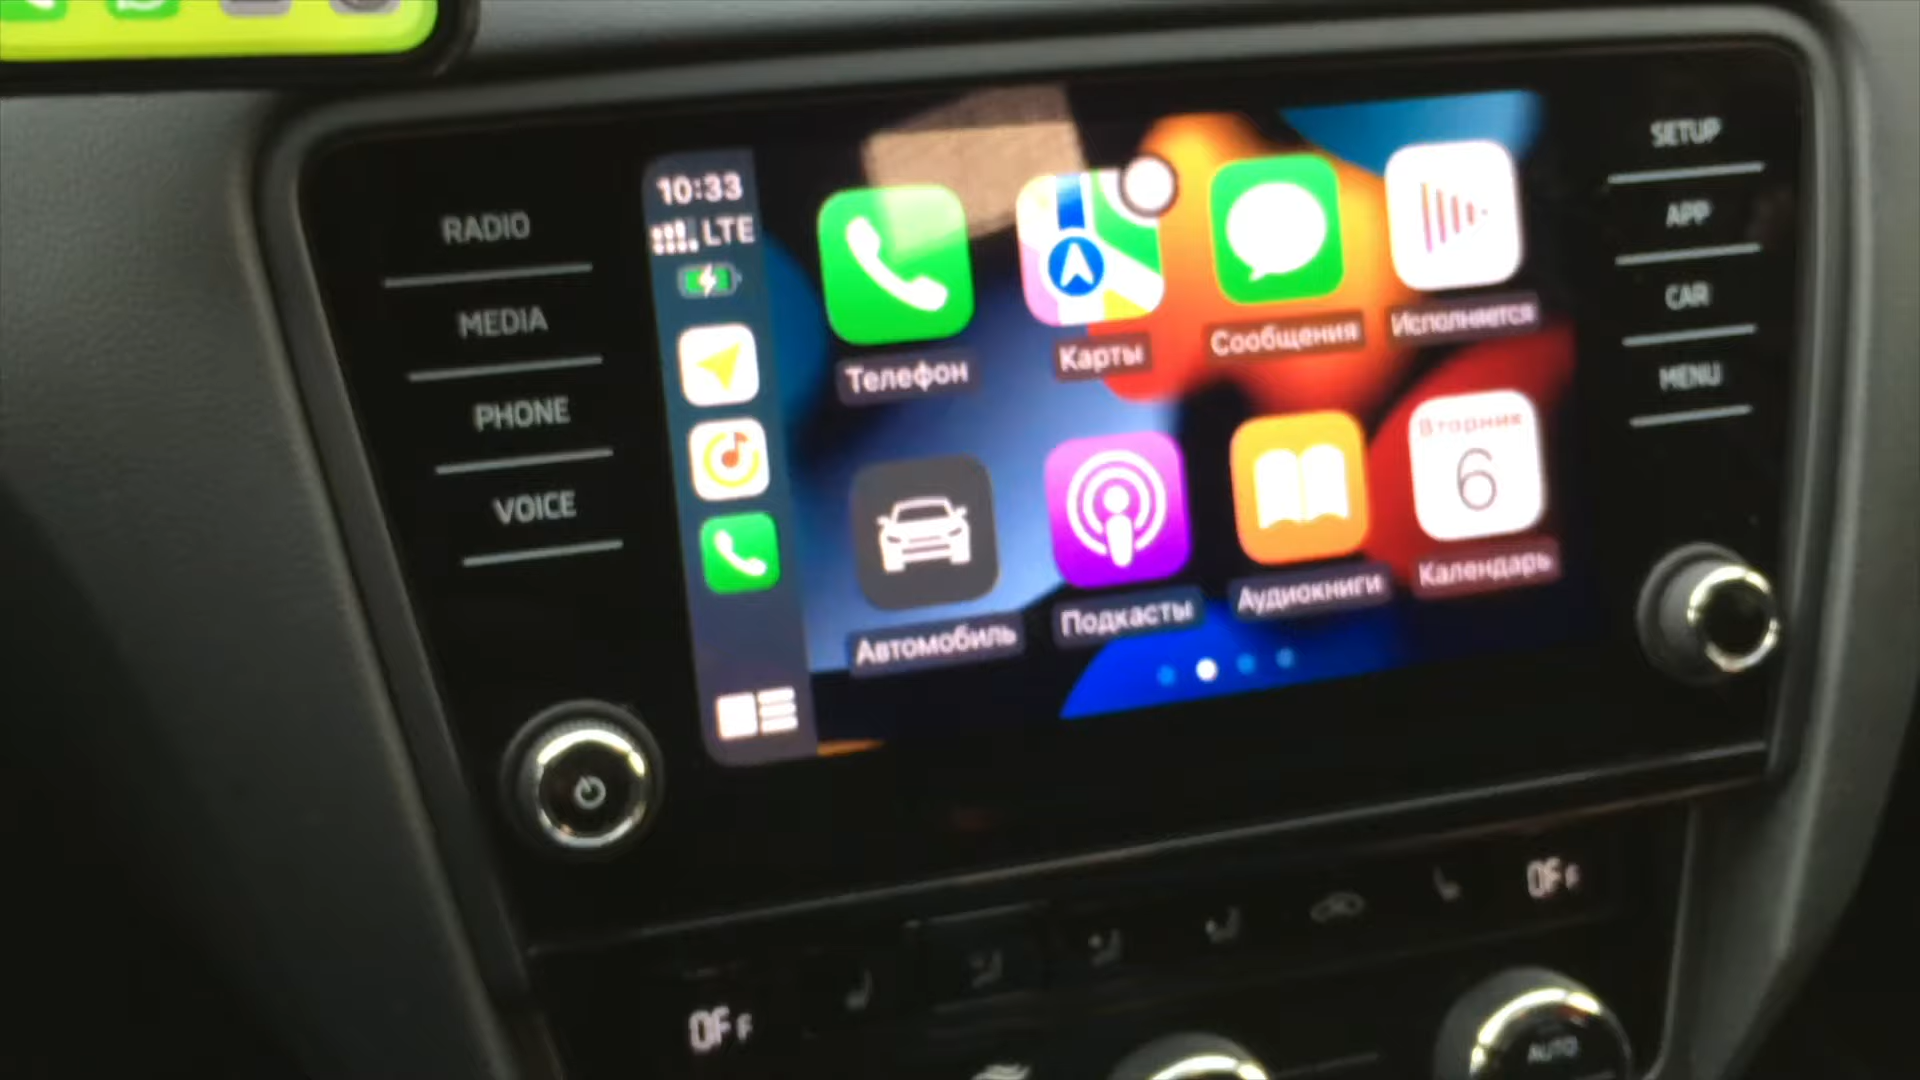 RADIO
MEDIA
PHONE
VOICE
10:33
LTE
Телефон
Карты
Сообщения
Исполняется
Автомобиль
Подкасты
Аудиокниги
Вторник
6
Календарь
SETUP
APP
CAR
MENU
OFF
OFF
AUTO